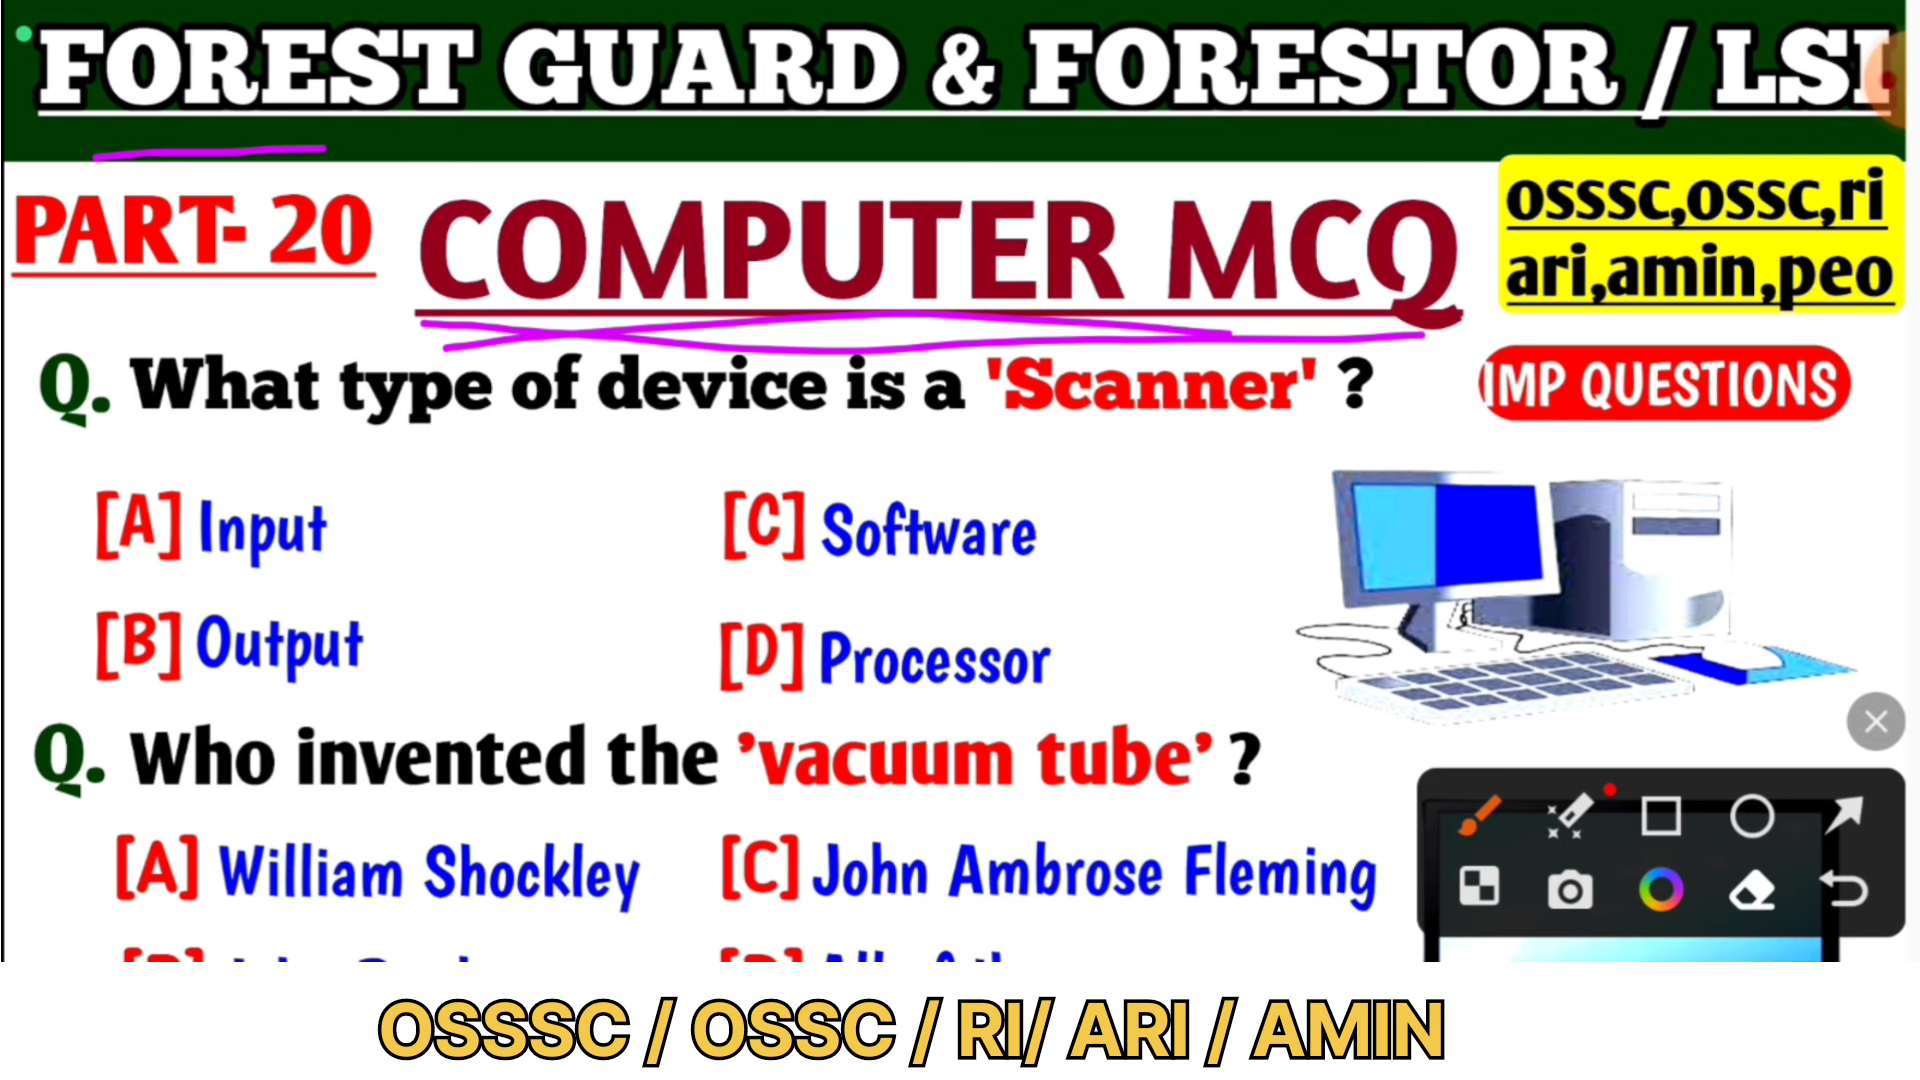 FOREST GUARD & FORESTOR / LSI
PART- 20
COMPUTER MCQ
osssc,ossc,ri
ari,amin,peo
Q. What type of device is a 'Scanner' ?
IMP QUESTIONS
[A] Input
[C] Software
[B] Output
[D] Processor
Q. Who invented the 'vacuum tube' ?
[A] William Shockley
[C] John Ambrose Fleming
OSSSC / OSSC / RI/ ARI / AMIN